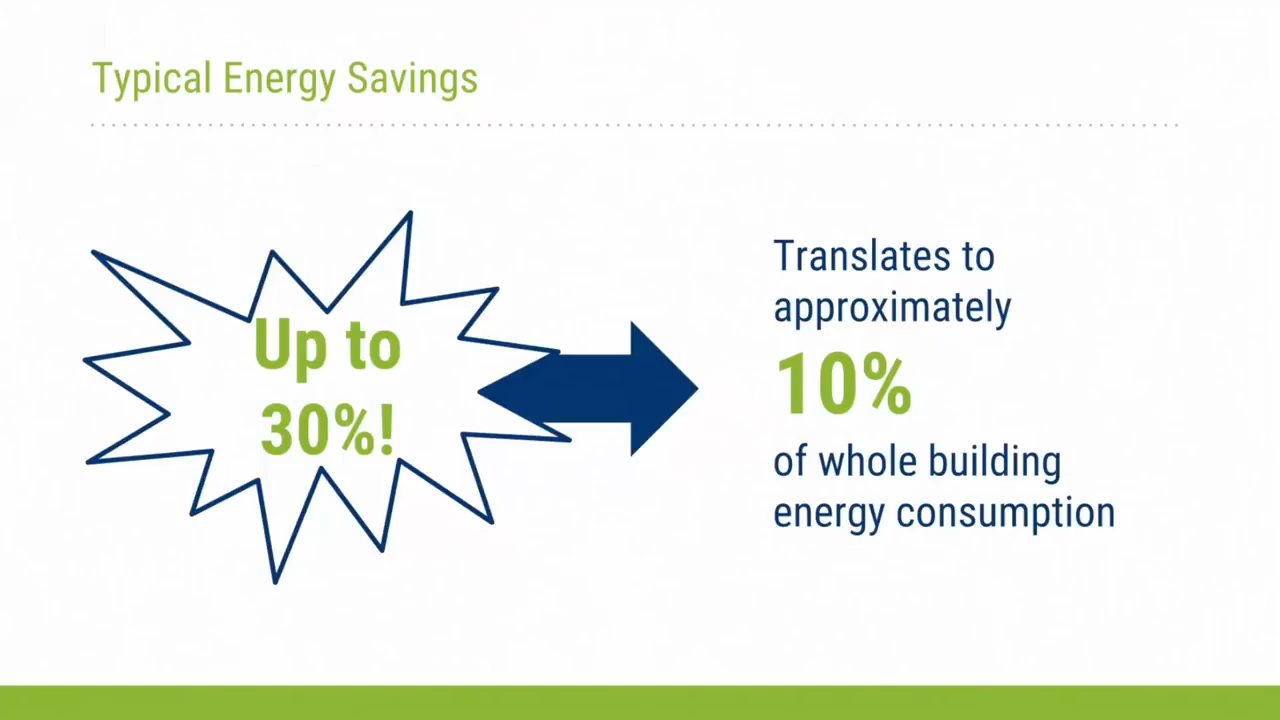 Typical Energy Savings
Up to
30%!
Translates to
approximately
10%
of whole building
energy consumption